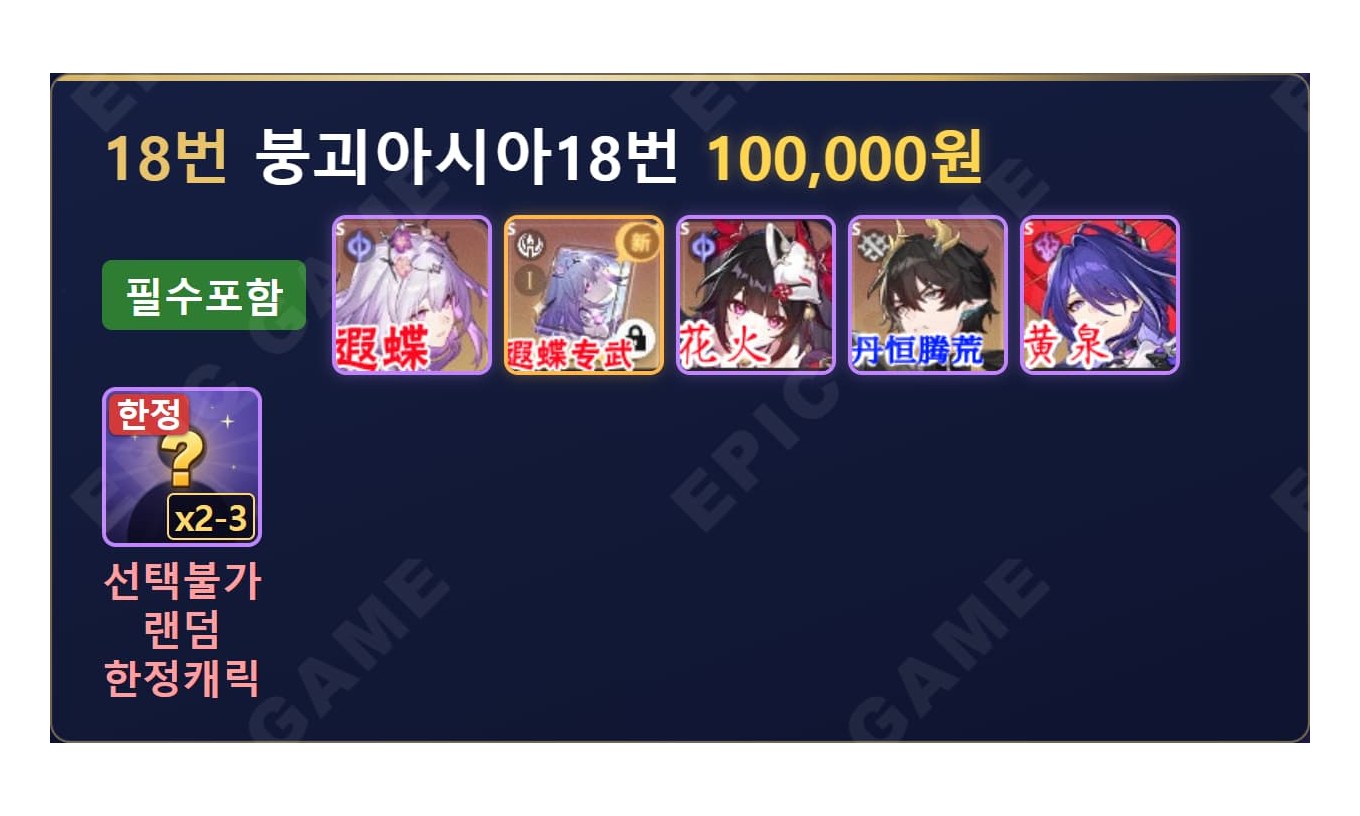 18번 붕괴아시아18번 100,000원
필수포함
S 遐蝶
S 新 I 遐蝶专武
S 花火
S 丹恒腾荒
S 黄泉
한정
?
x2-3
선택불가
랜덤
한정캐릭
EPIC GAME